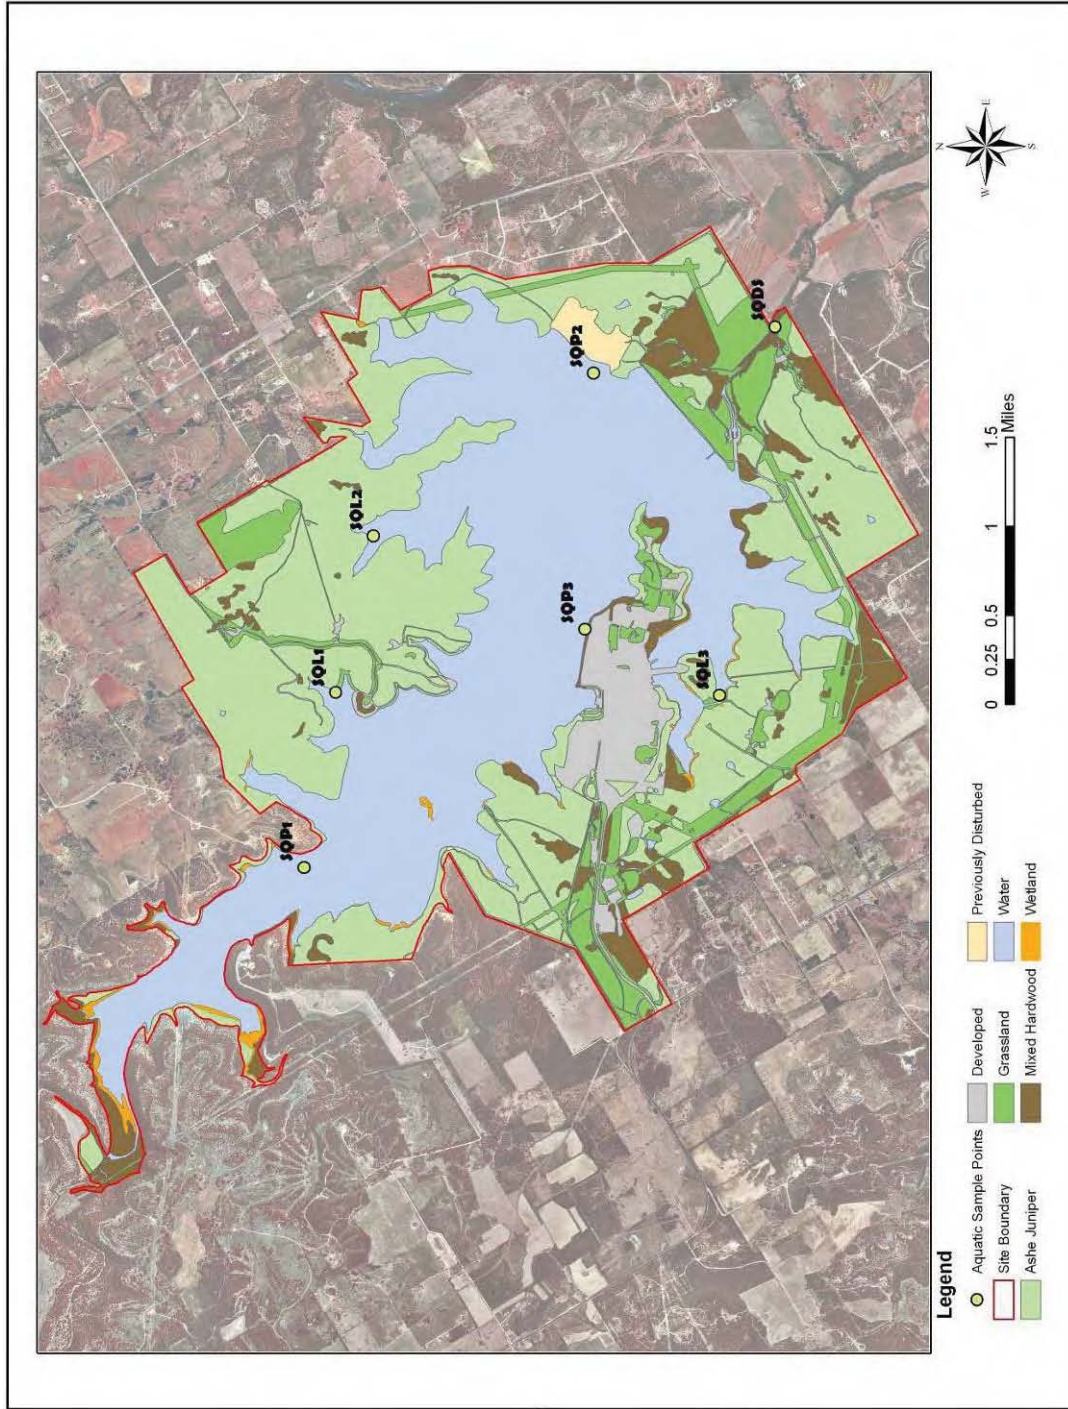 SQP1
SQL1
SQL2
SQP2
SQP3
SQL3
SQDS
N
E
S
W
0 0.25 0.5 1 1.5
Miles
Legend
Aquatic Sample Points
Site Boundary
Ashe Juniper
Developed
Grassland
Mixed Hardwood
Previously Disturbed
Water
Wetland